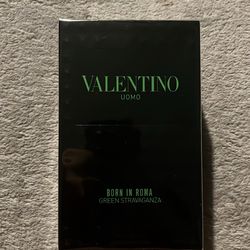 VALENTINO
UOMO
BORN IN ROMA
GREEN STRAVAGANZA